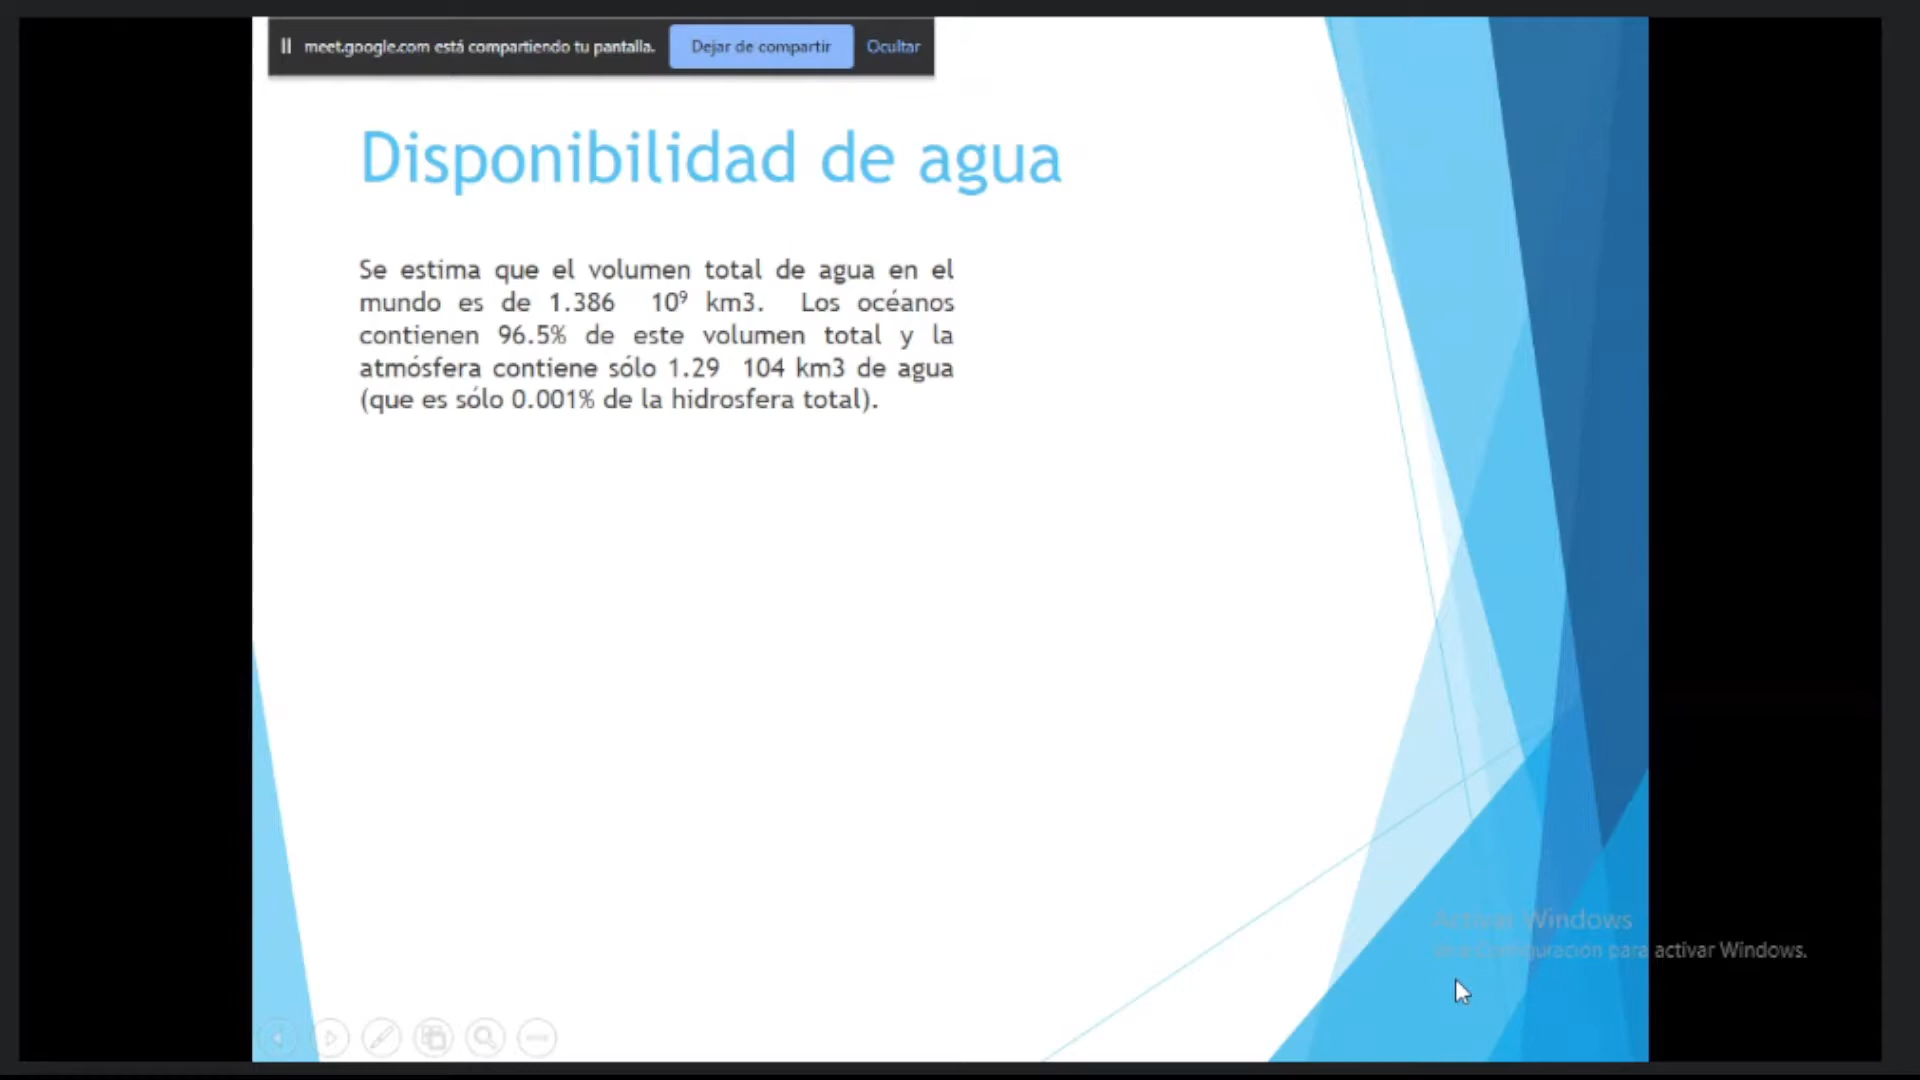 meet.google.com está compartiendo tu pantalla. Dejar de compartir Ocultar
Disponibilidad de agua
Se estima que el volumen total de agua en el
mundo es de 1.386 10⁹ km3. Los océanos
contienen 96.5% de este volumen total y la
atmósfera contiene sólo 1.29 104 km3 de agua
(que es sólo 0.001% de la hidrosfera total).
Activar Windows
Configuración para activar Windows.